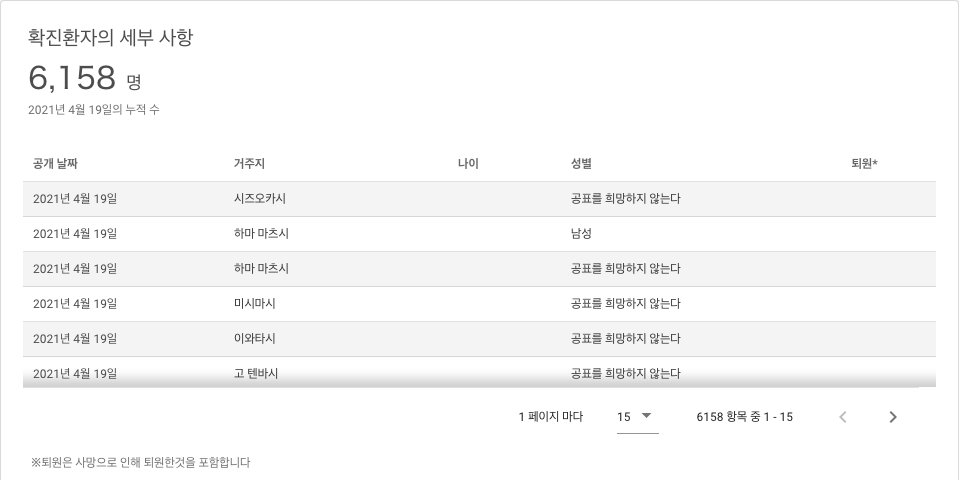 확진환자의 세부 사항
6,158 명
2021년 4월 19일의 누적 수
공개 날짜 거주지 나이 성별 퇴원*
2021년 4월 19일 시즈오카시 공표를 희망하지 않는다
2021년 4월 19일 하마 마츠시 남성
2021년 4월 19일 하마 마츠시 공표를 희망하지 않는다
2021년 4월 19일 미시마시 공표를 희망하지 않는다
2021년 4월 19일 이와타시 공표를 희망하지 않는다
2021년 4월 19일 고 텐바시 공표를 희망하지 않는다
1 페이지 마다 15 6158 항목 중 1 - 15
※퇴원은 사망으로 인해 퇴원한것을 포함합니다